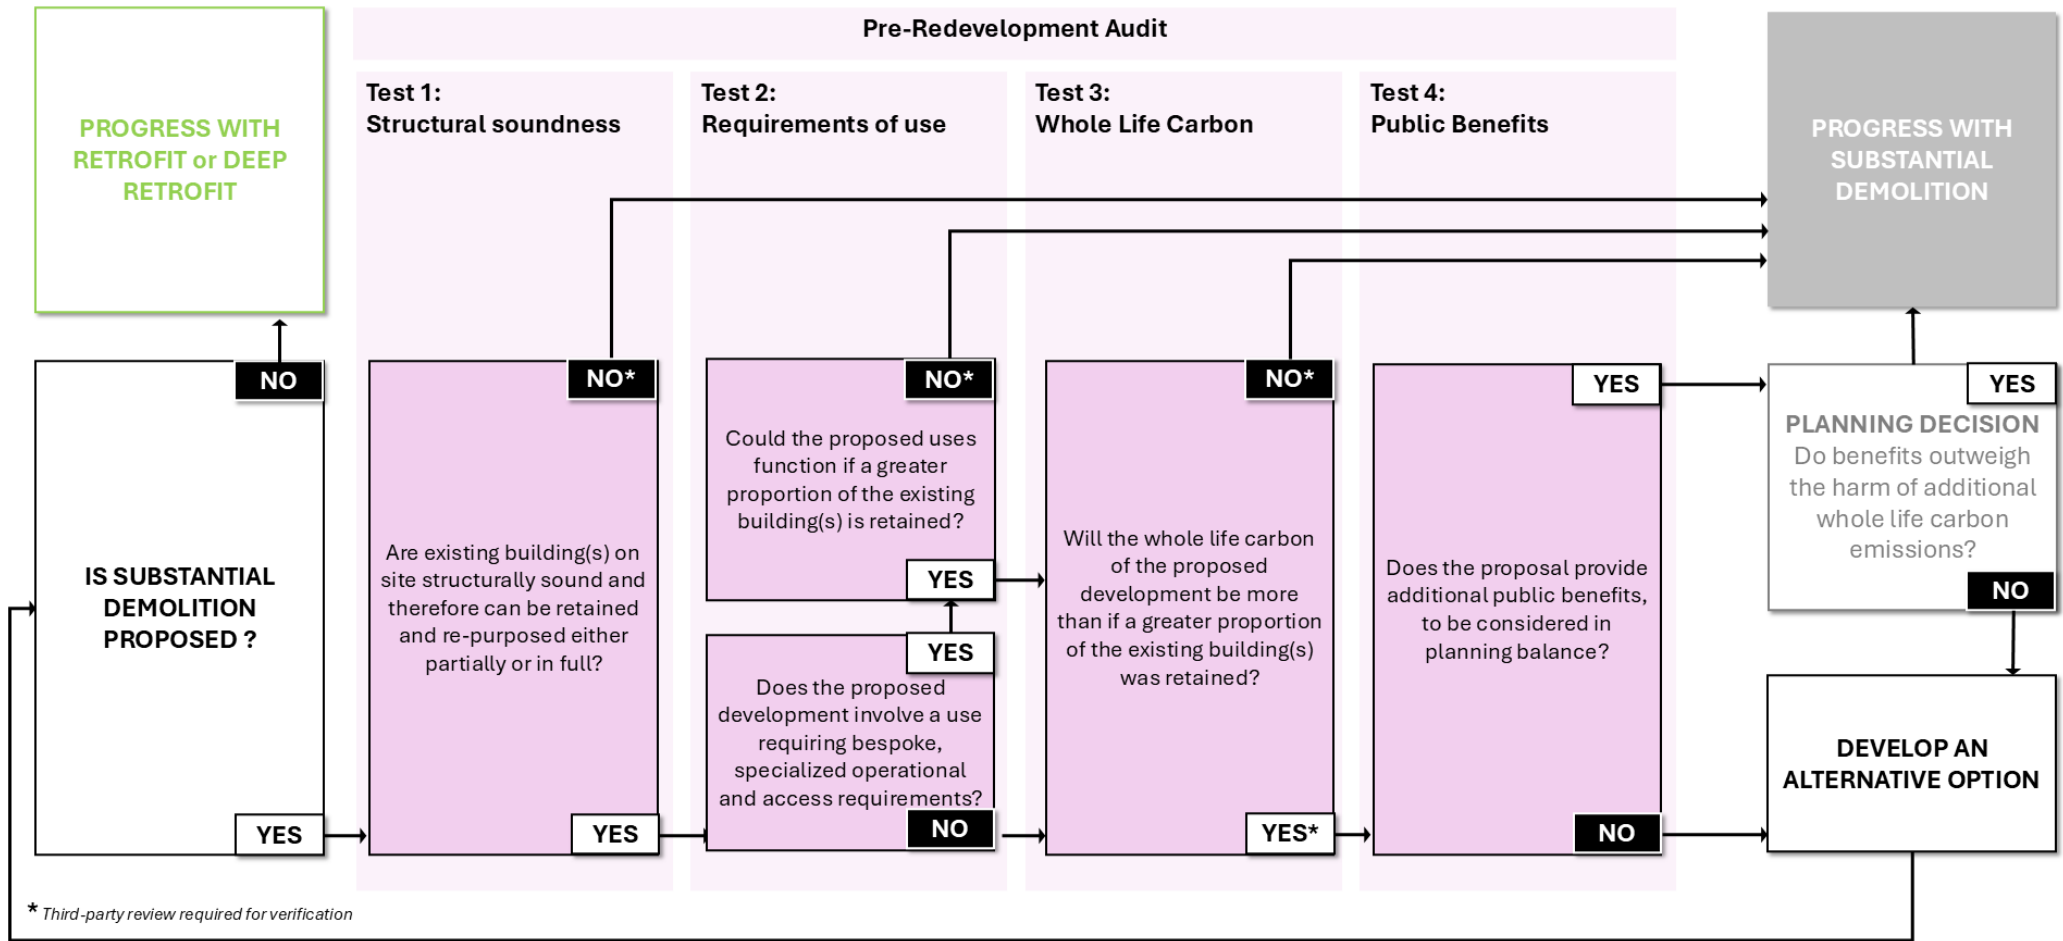 Pre-Redevelopment Audit
PROGRESS WITH
RETROFIT or DEEP
RETROFIT
Test 1:
Structural soundness
Test 2:
Requirements of use
Test 3:
Whole Life Carbon
Test 4:
Public Benefits
PROGRESS WITH
SUBSTANTIAL
DEMOLITION
NO
IS SUBSTANTIAL
DEMOLITION
PROPOSED ?
YES
NO*
Are existing building(s) on
site structurally sound and
therefore can be retained
and re-purposed either
partially or in full?
YES
NO*
Could the proposed uses
function if a greater
proportion of the existing
building(s) is retained?
YES
YES
Does the proposed
development involve a use
requiring bespoke,
specialized operational
and access requirements?
NO
NO*
Will the whole life carbon
of the proposed
development be more
than if a greater proportion
of the existing building(s)
was retained?
YES*
YES
Does the proposal provide
additional public benefits,
to be considered in
planning balance?
NO
YES
PLANNING DECISION
Do benefits outweigh
the harm of additional
whole life carbon
emissions?
NO
DEVELOP AN
ALTERNATIVE OPTION
* Third-party review required for verification